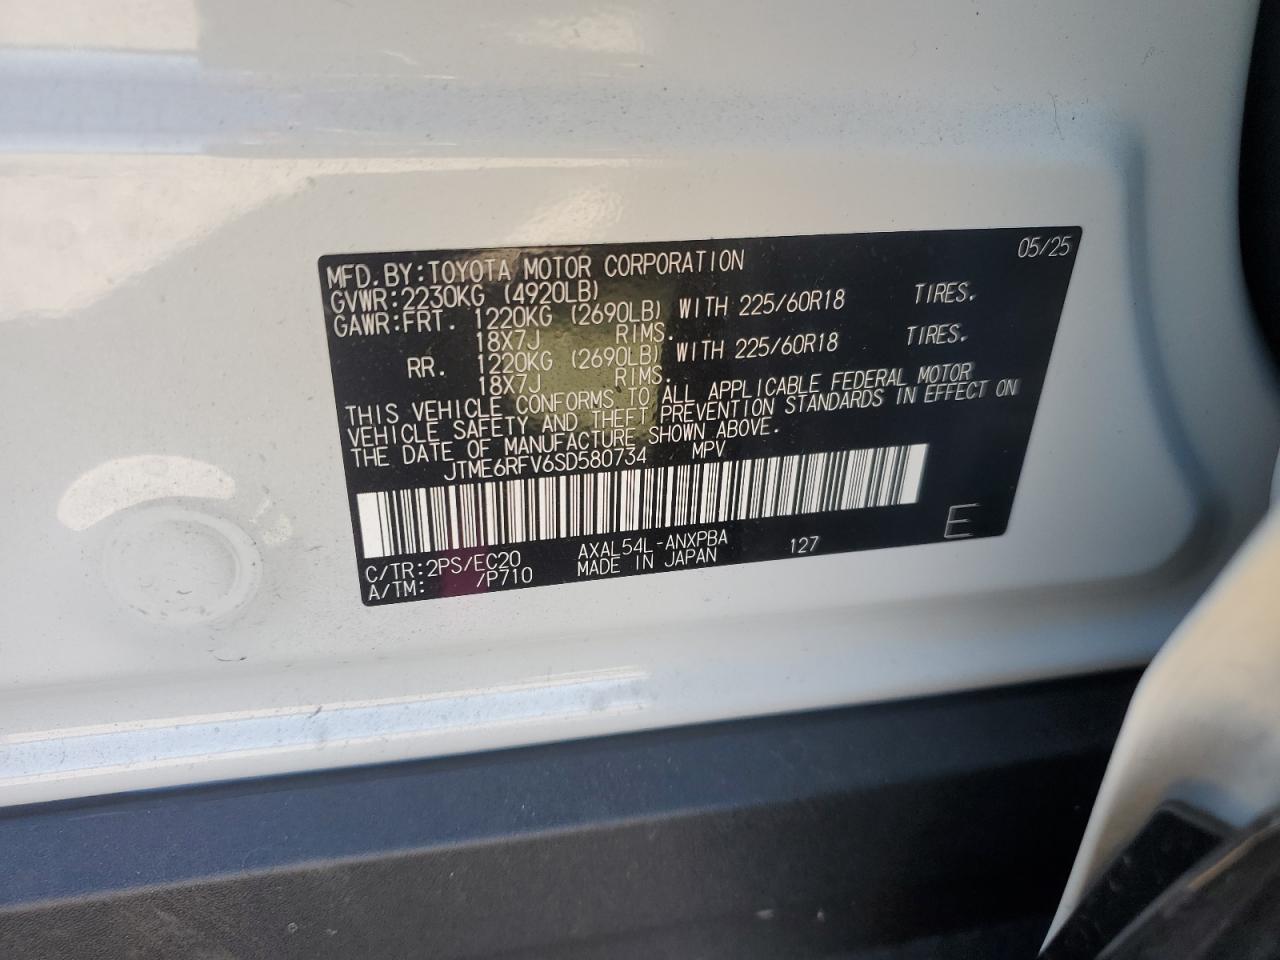 05/25
MFD.BY:TOYOTA MOTOR CORPORATION
GVWR:2230KG (4920LB)
GAWR:FRT. 1220KG (2690LB) WITH 225/60R18 TIRES.
18X7J RIMS.
RR. 1220KG (2690LB) WITH 225/60R18 TIRES.
18X7J RIMS.
THIS VEHICLE CONFORMS TO ALL APPLICABLE FEDERAL MOTOR
VEHICLE SAFETY AND THEFT PREVENTION STANDARDS IN EFFECT ON
THE DATE OF MANUFACTURE SHOWN ABOVE.
JTME6RFV6SD580734 MPV
C/TR:2PS/EC20 AXAL54L-ANXPBA 127 E
A/TM: /P710 MADE IN JAPAN